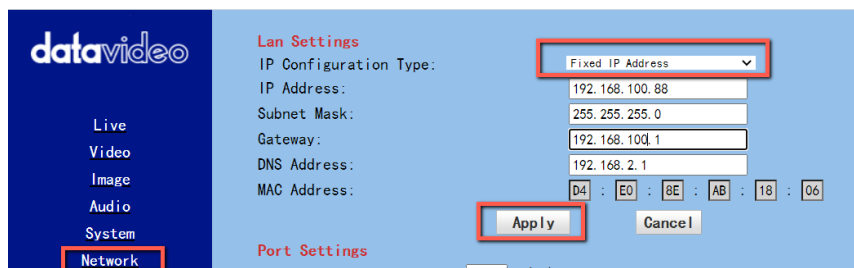 datavideo
Live
Video
Image
Audio
System
Network
Lan Settings
IP Configuration Type: Fixed IP Address
IP Address: 192.168.100.88
Subnet Mask: 255.255.255.0
Gateway: 192.168.100.1
DNS Address: 192.168.2.1
MAC Address: D4 : E0 : 8E : AB : 18 : 06
Apply Cancel
Port Settings